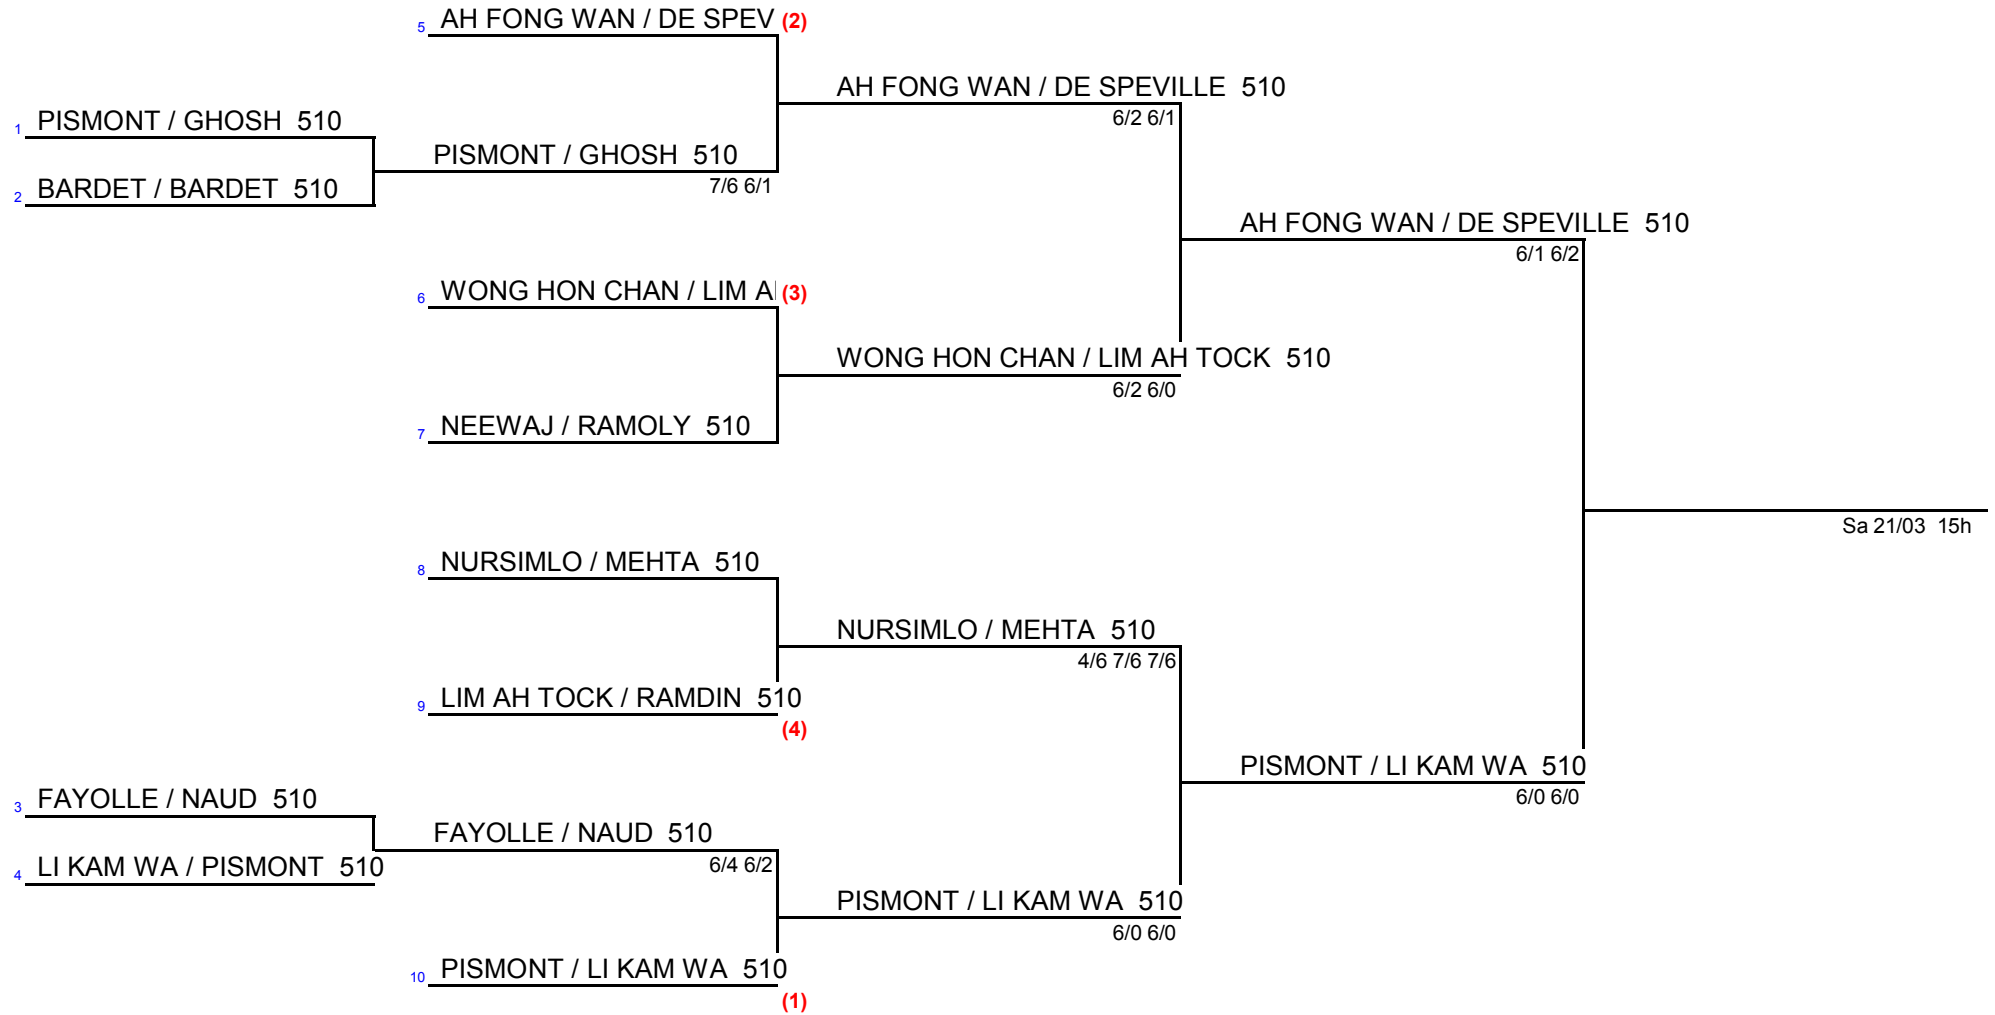 5 AH FONG WAN / DE SPEV (2)
AH FONG WAN / DE SPEVILLE 510
6/2 6/1
1 PISMONT / GHOSH 510
PISMONT / GHOSH 510
7/6 6/1
2 BARDET / BARDET 510
AH FONG WAN / DE SPEVILLE 510
6/1 6/2
6 WONG HON CHAN / LIM A (3)
WONG HON CHAN / LIM AH TOCK 510
6/2 6/0
7 NEEWAJ / RAMOLY 510
Sa 21/03 15h
8 NURSIMLO / MEHTA 510
NURSIMLO / MEHTA 510
4/6 7/6 7/6
9 LIM AH TOCK / RAMDIN 510
(4)
PISMONT / LI KAM WA 510
6/0 6/0
3 FAYOLLE / NAUD 510
FAYOLLE / NAUD 510
6/4 6/2
4 LI KAM WA / PISMONT 510
PISMONT / LI KAM WA 510
6/0 6/0
10 PISMONT / LI KAM WA 510
(1)